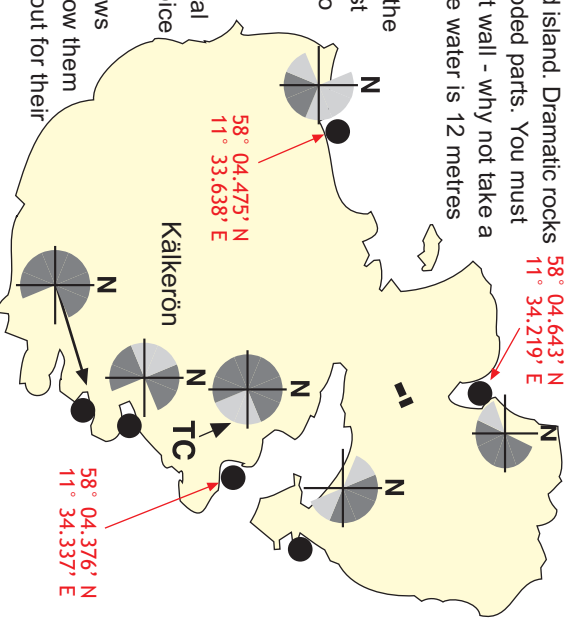 d island. Dramatic rocks
oded parts. You must
t wall - why not take a
e water is 12 metres
the
st
o
al
oice
ws
ow them
out for their
58° 04.643' N
11° 34.219' E
N
N
58° 04.475' N
11° 33.638' E
Kälkerön
N
N
N
N
TC
58° 04.376' N
11° 34.337' E